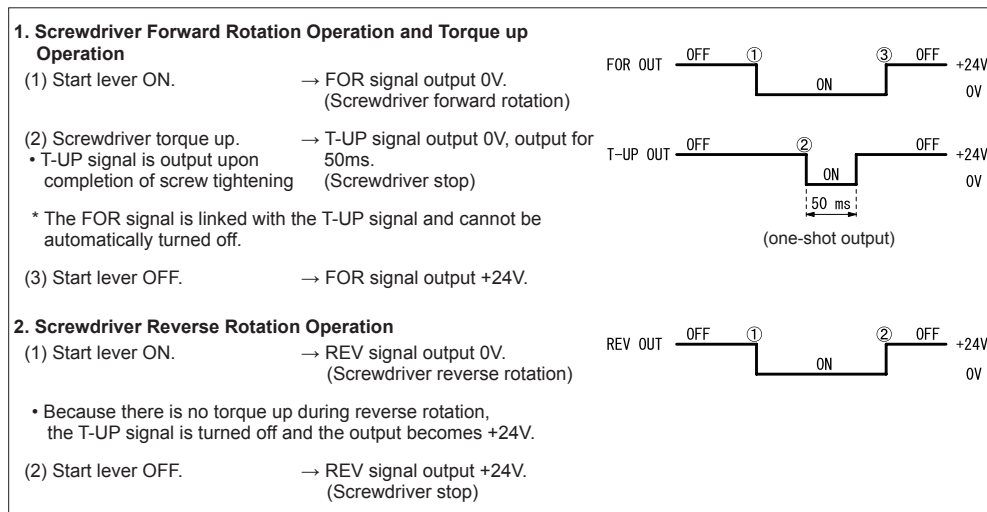 1. Screwdriver Forward Rotation Operation and Torque up
Operation
(1) Start lever ON. → FOR signal output 0V.
(Screwdriver forward rotation)
(2) Screwdriver torque up. → T-UP signal output 0V, output for
• T-UP signal is output upon 50ms.
completion of screw tightening (Screwdriver stop)
* The FOR signal is linked with the T-UP signal and cannot be
automatically turned off.
(3) Start lever OFF. → FOR signal output +24V.
FOR OUT OFF ① ③ OFF +24V
ON 0V
T-UP OUT OFF ② OFF +24V
ON 0V
50 ms
(one-shot output)
2. Screwdriver Reverse Rotation Operation
(1) Start lever ON. → REV signal output 0V.
(Screwdriver reverse rotation)
• Because there is no torque up during reverse rotation,
the T-UP signal is turned off and the output becomes +24V.
(2) Start lever OFF. → REV signal output +24V.
(Screwdriver stop)
REV OUT OFF ① ② OFF +24V
ON 0V